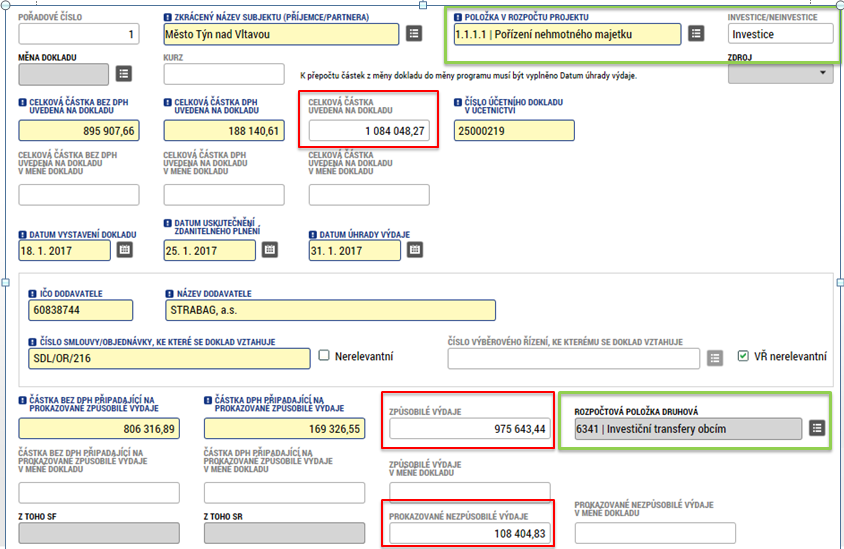 POŘADOVÉ ČÍSLO
1
ZKRÁCENÝ NÁZEV SUBJEKTU (PŘÍJEMCE/PARTNERA)
Město Týn nad Vltavou
POLOŽKA V ROZPOČTU PROJEKTU
1.1.1.1 | Pořízení nehmotného majetku
INVESTICE/NEINVESTICE
Investice
MĚNA DOKLADU
KURZ
K přepočtu částek z měny dokladu do měny programu musí být vyplněno Datum úhrady výdaje.
ZDROJ
CELKOVÁ ČÁSTKA BEZ DPH
UVEDENÁ NA DOKLADU
895 907,66
CELKOVÁ ČÁSTKA DPH
UVEDENÁ NA DOKLADU
188 140,61
CELKOVÁ ČÁSTKA
UVEDENÁ NA DOKLADU
1 084 048,27
ČÍSLO ÚČETNÍHO DOKLADU
V ÚČETNICTVÍ
25000219
CELKOVÁ ČÁSTKA BEZ DPH
UVEDENÁ NA DOKLADU
V MĚNĚ DOKLADU
CELKOVÁ ČÁSTKA DPH
UVEDENÁ NA DOKLADU
V MĚNĚ DOKLADU
CELKOVÁ ČÁSTKA
UVEDENÁ NA DOKLADU
V MĚNĚ DOKLADU
DATUM VYSTAVENÍ DOKLADU
18. 1. 2017
DATUM USKUTEČNĚNÍ
ZDANITELNÉHO PLNĚNÍ
25. 1. 2017
DATUM ÚHRADY VÝDAJE
31. 1. 2017
IČO DODAVATELE
60838744
NÁZEV DODAVATELE
STRABAG, a.s.
ČÍSLO SMLOUVY/OBJEDNÁVKY, KE KTERÉ SE DOKLAD VZTAHUJE
SDL/OR/216
Nerelevantní
ČÍSLO VÝBĚROVÉHO ŘÍZENÍ, KE KTERÉMU SE DOKLAD VZTAHUJE
VŘ nerelevantní
ČÁSTKA BEZ DPH PŘIPADAJÍCÍ NA
PROKAZOVANÉ ZPŮSOBILÉ VÝDAJE
806 316,89
ČÁSTKA DPH PŘIPADAJÍCÍ NA
PROKAZOVANÉ ZPŮSOBILÉ VÝDAJE
169 326,55
ZPŮSOBILÉ VÝDAJE
975 643,44
ROZPOČTOVÁ POLOŽKA DRUHOVÁ
6341 | Investiční transfery obcím
ČÁSTKA BEZ DPH PŘIPADAJÍCÍ NA
PROKAZOVANÉ ZPŮSOBILÉ VÝDAJE
V MĚNĚ DOKLADU
ČÁSTKA DPH PŘIPADAJÍCÍ NA
PROKAZOVANÉ ZPŮSOBILÉ VÝDAJE
V MĚNĚ DOKLADU
ZPŮSOBILÉ VÝDAJE
V MĚNĚ DOKLADU
Z TOHO SF
Z TOHO SR
PROKAZOVANÉ NEZPŮSOBILÉ VÝDAJE
108 404,83
PROKAZOVANÉ NEZPŮSOBILÉ VÝDAJE
V MĚNĚ DOKLADU